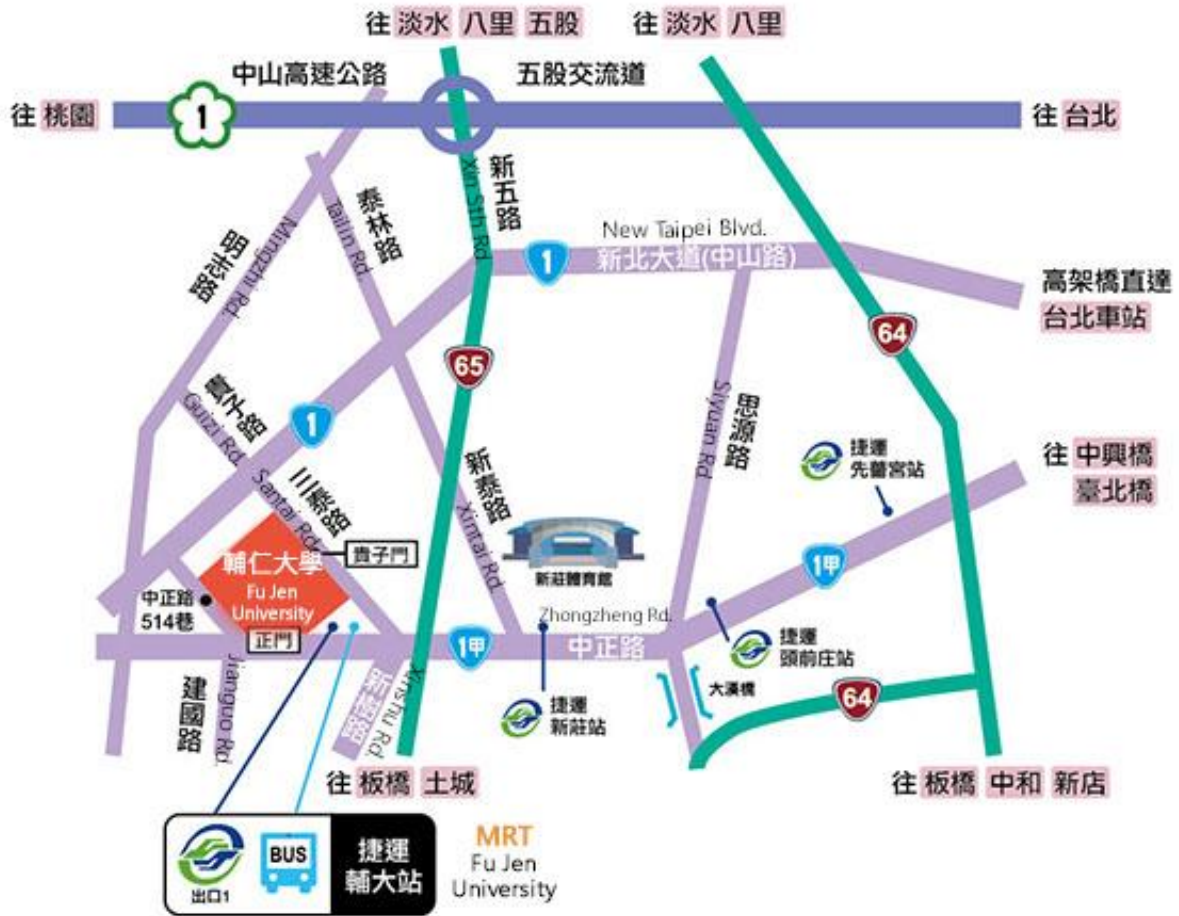 往 淡水 八里 五股
往 淡水 八里
中山高速公路
五股交流道
往 桃園
1
往 台北
新五路
Xin 5th Rd
泰林路
Tailin Rd.
明志路
Mingzhi Rd.
New Taipei Blvd.
新北大道(中山路)
1
高架橋直達
台北車站
64
65
貴子路
Guizi Rd.
1
思源路
Siyuan Rd.
捷運
先嗇宮站
往 中興橋
臺北橋
三泰路
Santai Rd.
新泰路
Xintai Rd.
輔仁大學
Fu Jen
University
貴子門
新莊體育館
1甲
中正路
514巷
正門
Zhongzheng Rd.
中正路
1甲
捷運
頭前庄站
建國路
Jianguo Rd.
Xinshu Rd.
捷運
新莊站
大漢橋
64
往 板橋 土城
往 板橋 中和 新店
出口1
BUS
捷運
輔大站
MRT
Fu Jen
University